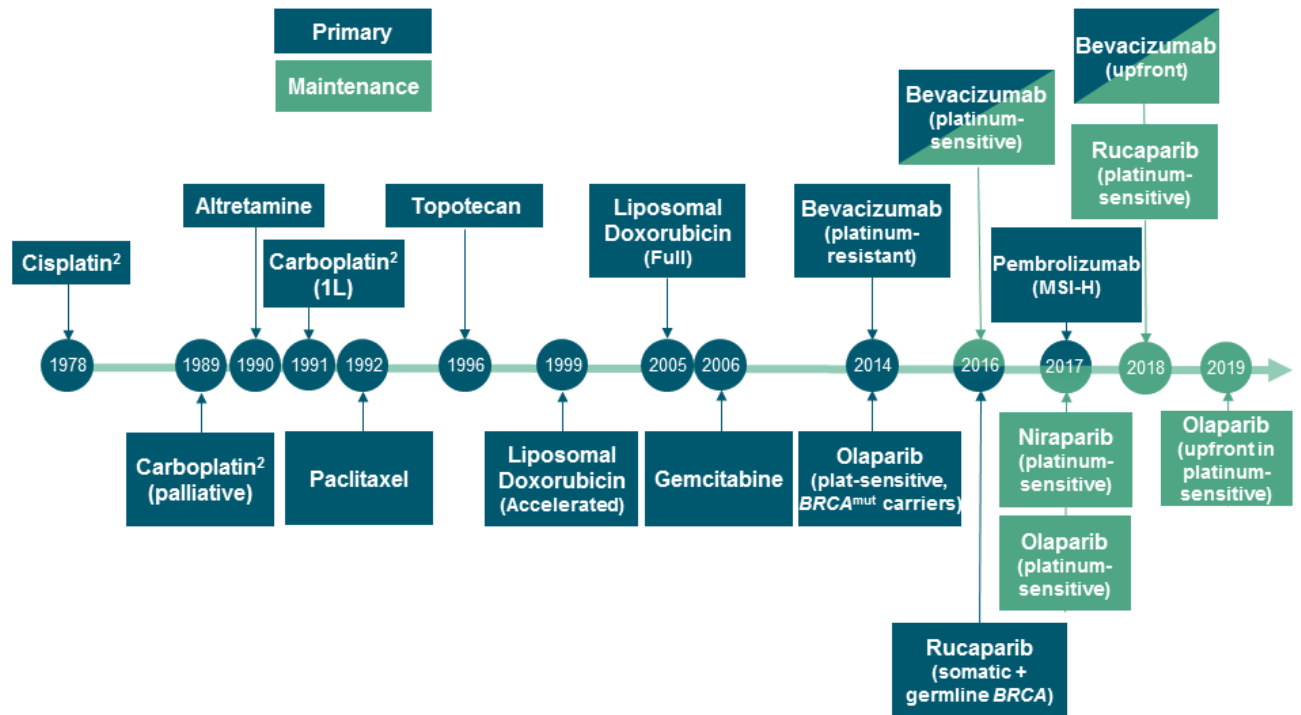 Primary
Maintenance
Bevacizumab
(upfront)
Bevacizumab
(platinum-
sensitive)
Rucaparib
(platinum-
sensitive)
Altretamine
Topotecan
Liposomal
Doxorubicin
(Full)
Bevacizumab
(platinum-
resistant)
Cisplatin²
Carboplatin²
(1L)
Pembrolizumab
(MSI-H)
1978
1989
1990
1991
1992
1996
1999
2005
2006
2014
2016
2017
2018
2019
Carboplatin²
(palliative)
Paclitaxel
Liposomal
Doxorubicin
(Accelerated)
Gemcitabine
Olaparib
(plat-sensitive,
BRCAᵐᵘᵗ carriers)
Niraparib
(platinum-
sensitive)
Olaparib
(upfront in
platinum-
sensitive)
Olaparib
(platinum-
sensitive)
Rucaparib
(somatic +
germline BRCA)